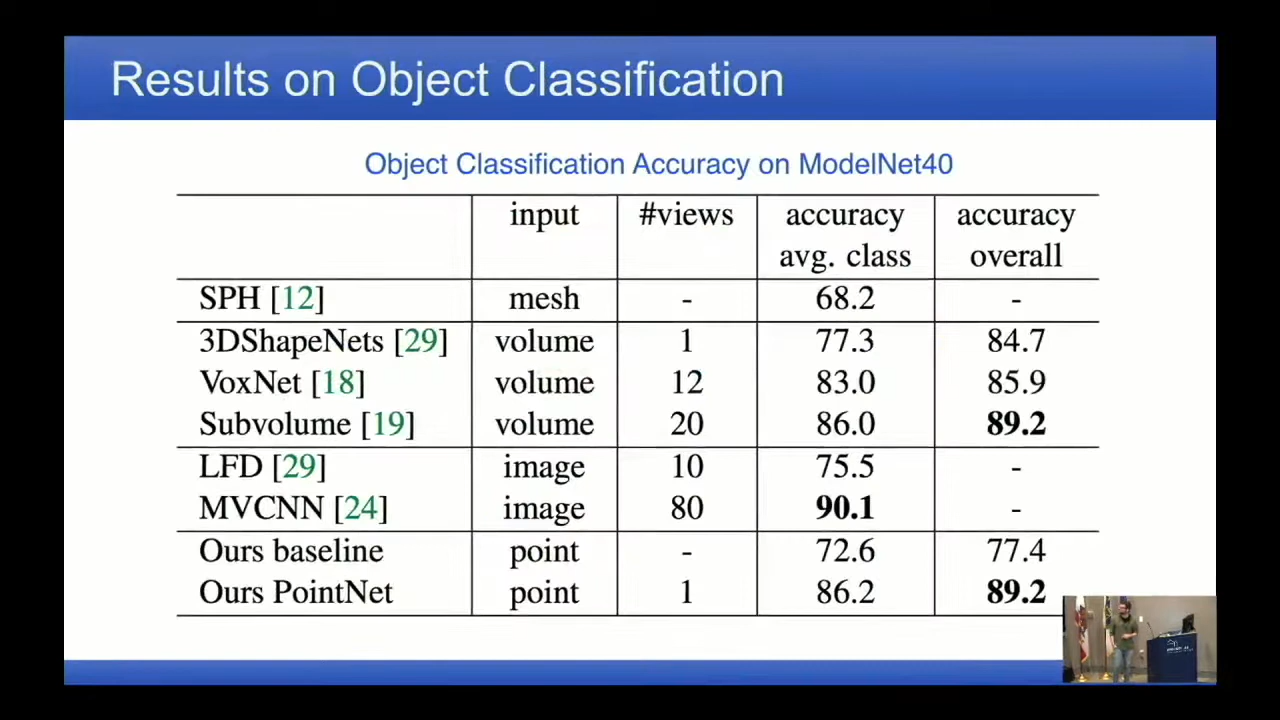 Results on Object Classification
Object Classification Accuracy on ModelNet40
input #views accuracy avg. class accuracy overall
SPH [12] mesh - 68.2 -
3DShapeNets [29] volume 1 77.3 84.7
VoxNet [18] volume 12 83.0 85.9
Subvolume [19] volume 20 86.0 89.2
LFD [29] image 10 75.5 -
MVCNN [24] image 80 90.1 -
Ours baseline point - 72.6 77.4
Ours PointNet point 1 86.2 89.2